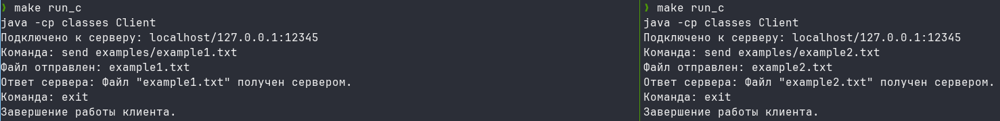 ❯ make run_c
java -cp classes Client
Подключено к серверу: localhost/127.0.0.1:12345
Команда: send examples/example1.txt
Файл отправлен: example1.txt
Ответ сервера: Файл "example1.txt" получен сервером.
Команда: exit
Завершение работы клиента.
❯ make run_c
java -cp classes Client
Подключено к серверу: localhost/127.0.0.1:12345
Команда: send examples/example2.txt
Файл отправлен: example2.txt
Ответ сервера: Файл "example2.txt" получен сервером.
Команда: exit
Завершение работы клиента.